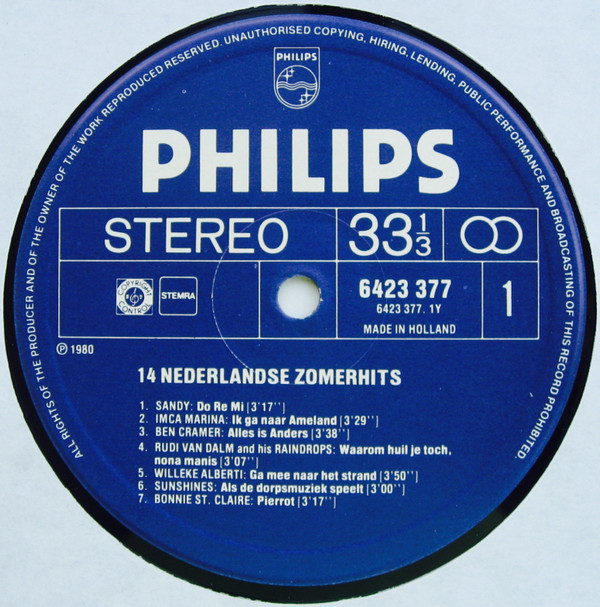 ALL RIGHTS OF THE PRODUCER AND OF THE OWNER OF THE WORK REPRODUCED RESERVED. UNAUTHORISED COPYING, HIRING, LENDING, PUBLIC PERFORMANCE AND BROADCASTING OF THIS RECORD PROHIBITED.
PHILIPS
PHILIPS
STEREO
33 1/3
COPYRIGHT CONTROL
STEMRA
6423 377
6423 377. 1Y
MADE IN HOLLAND
1
℗ 1980
14 NEDERLANDSE ZOMERHITS
1. SANDY: Do Re Mi [3'17'']
2. IMCA MARINA: Ik ga naar Ameland [3'29'']
3. BEN CRAMER: Alles is Anders [3'38'']
4. RUDI VAN DALM and his RAINDROPS: Waarom huil je toch,
nona manis [3'07'']
5. WILLEKE ALBERTI: Ga mee naar het strand [3'50'']
6. SUNSHINES: Als de dorpsmuziek speelt [3'00'']
7. BONNIE ST. CLAIRE: Pierrot [3'17'']